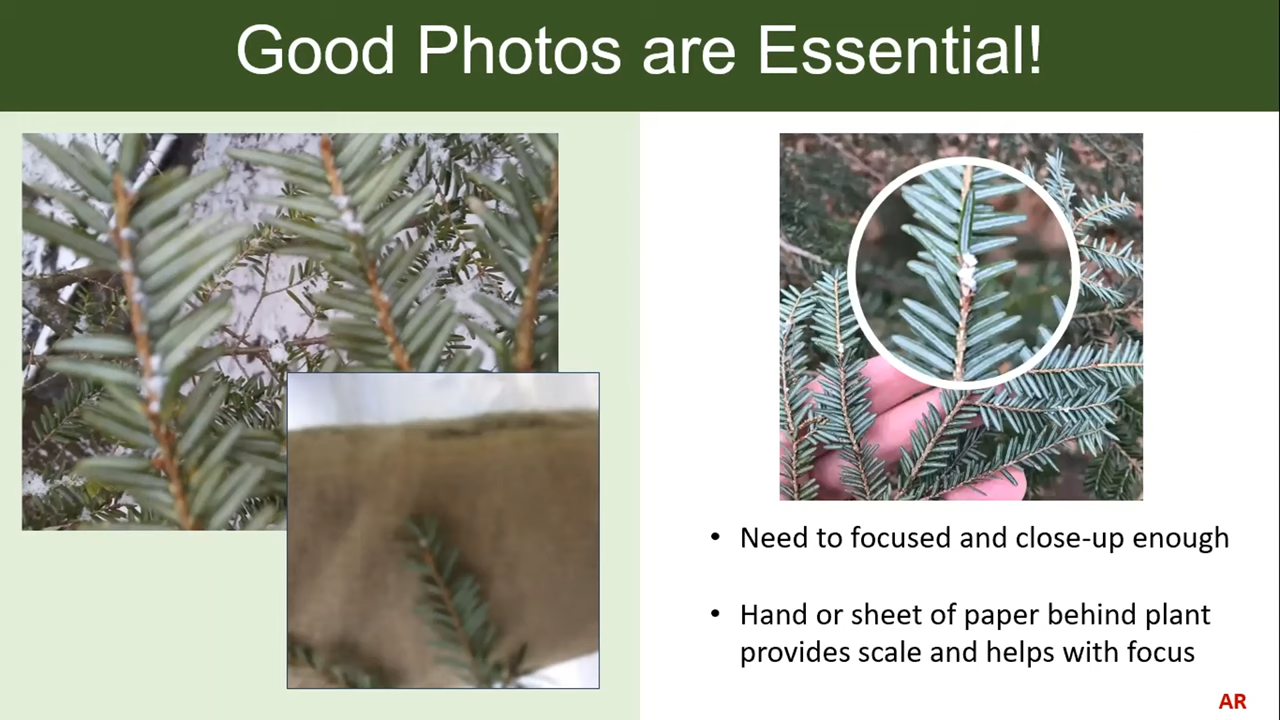 Good Photos are Essential!
• Need to focused and close-up enough
• Hand or sheet of paper behind plant
provides scale and helps with focus
AR